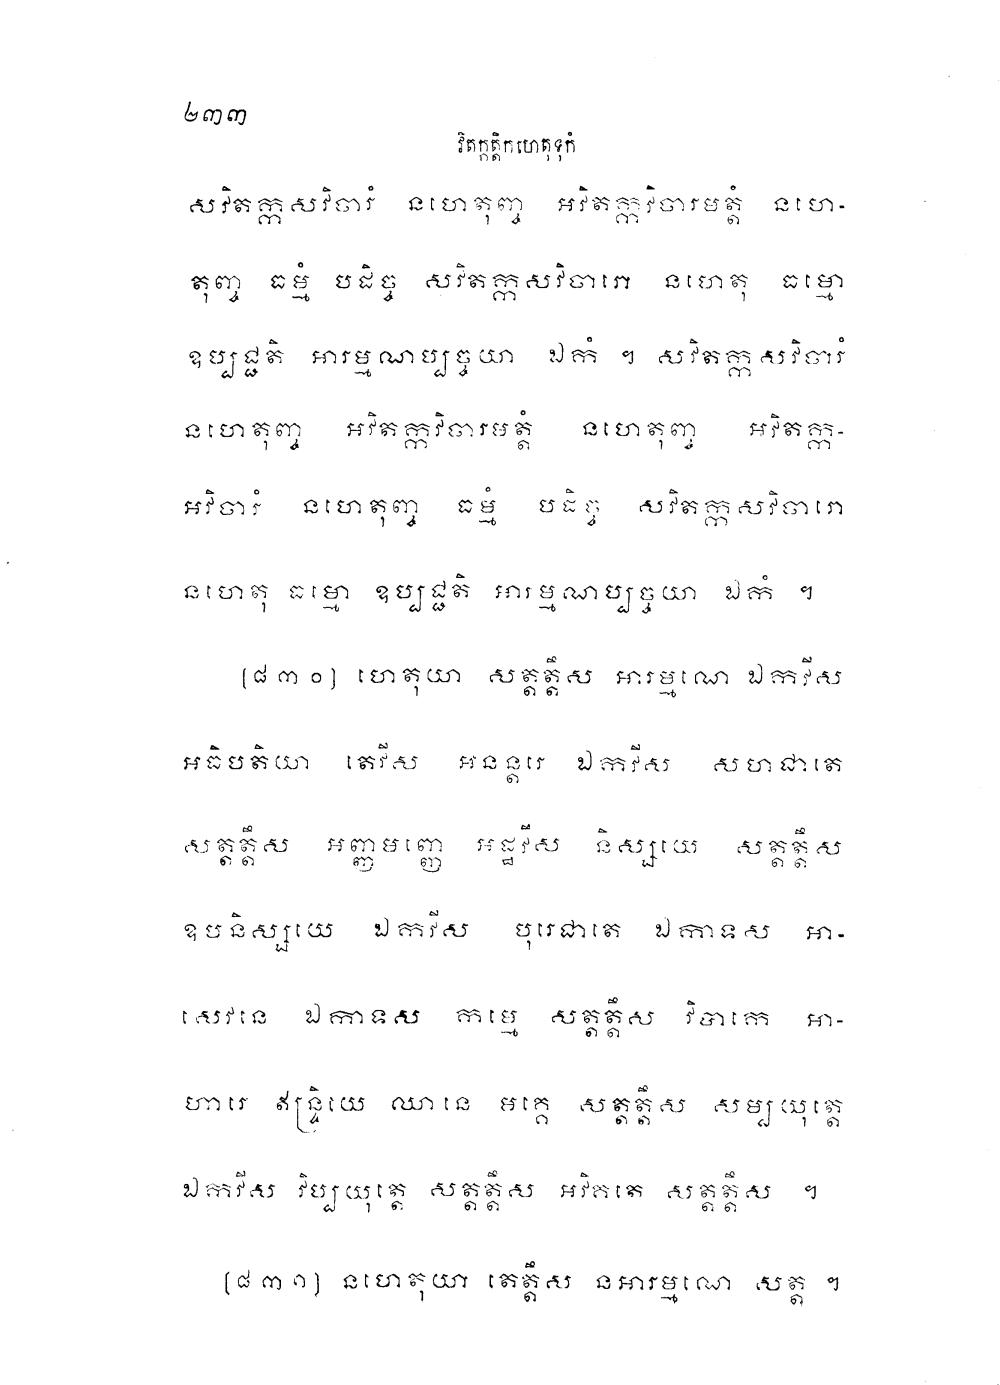 ២៣៣
វិតក្កត្តិកហេតុទុកំ
សវិតក្កសវិចារំ នហេតុញ្ច អវិតក្កវិចារមត្តំ នហេ-
តុញ្ច ធម្មំ បដិច្ច សវិតក្កសវិចារោ នហេតុ ធម្មោ
ឧប្បជ្ជតិ អារម្មណប្បច្ចយា ឯកំ ។ សវិតក្កសវិចារំ
នហេតុញ្ច អវិតក្កវិចារមត្តំ នហេតុញ្ច អវិតក្ក-
អវិចារំ នហេតុញ្ច ធម្មំ បដិច្ច សវិតក្កសវិចារោ
នហេតុ ធម្មោ ឧប្បជ្ជតិ អារម្មណប្បច្ចយា ឯកំ ។
(៨៣០) ហេតុយា សត្តត្តឹស អារម្មណេ ឯកវីស
អធិបតិយា តេវីស អនន្តរេ ឯកវីស សហជាតេ
សត្តត្តឹស អញ្ញមញ្ញេ អដ្ឋវីស និស្សយេ សត្តត្តឹស
ឧបនិស្សយេ ឯកវីស បុរេជាតេ ឯកាទស អា-
សេវនេ ឯកាទស កម្មេ សត្តត្តឹស វិបាកេ អា-
ហារេ ឥន្ទ្រិយេ ឈានេ មគ្គេ សត្តត្តឹស សម្បយុត្តេ
ឯកវីស វិប្បយុត្តេ សត្តត្តឹស អវិគតេ សត្តត្តឹស ។
(៨៣១) នហេតុយា តេត្តឹស នអារម្មណេ សត្ត ។